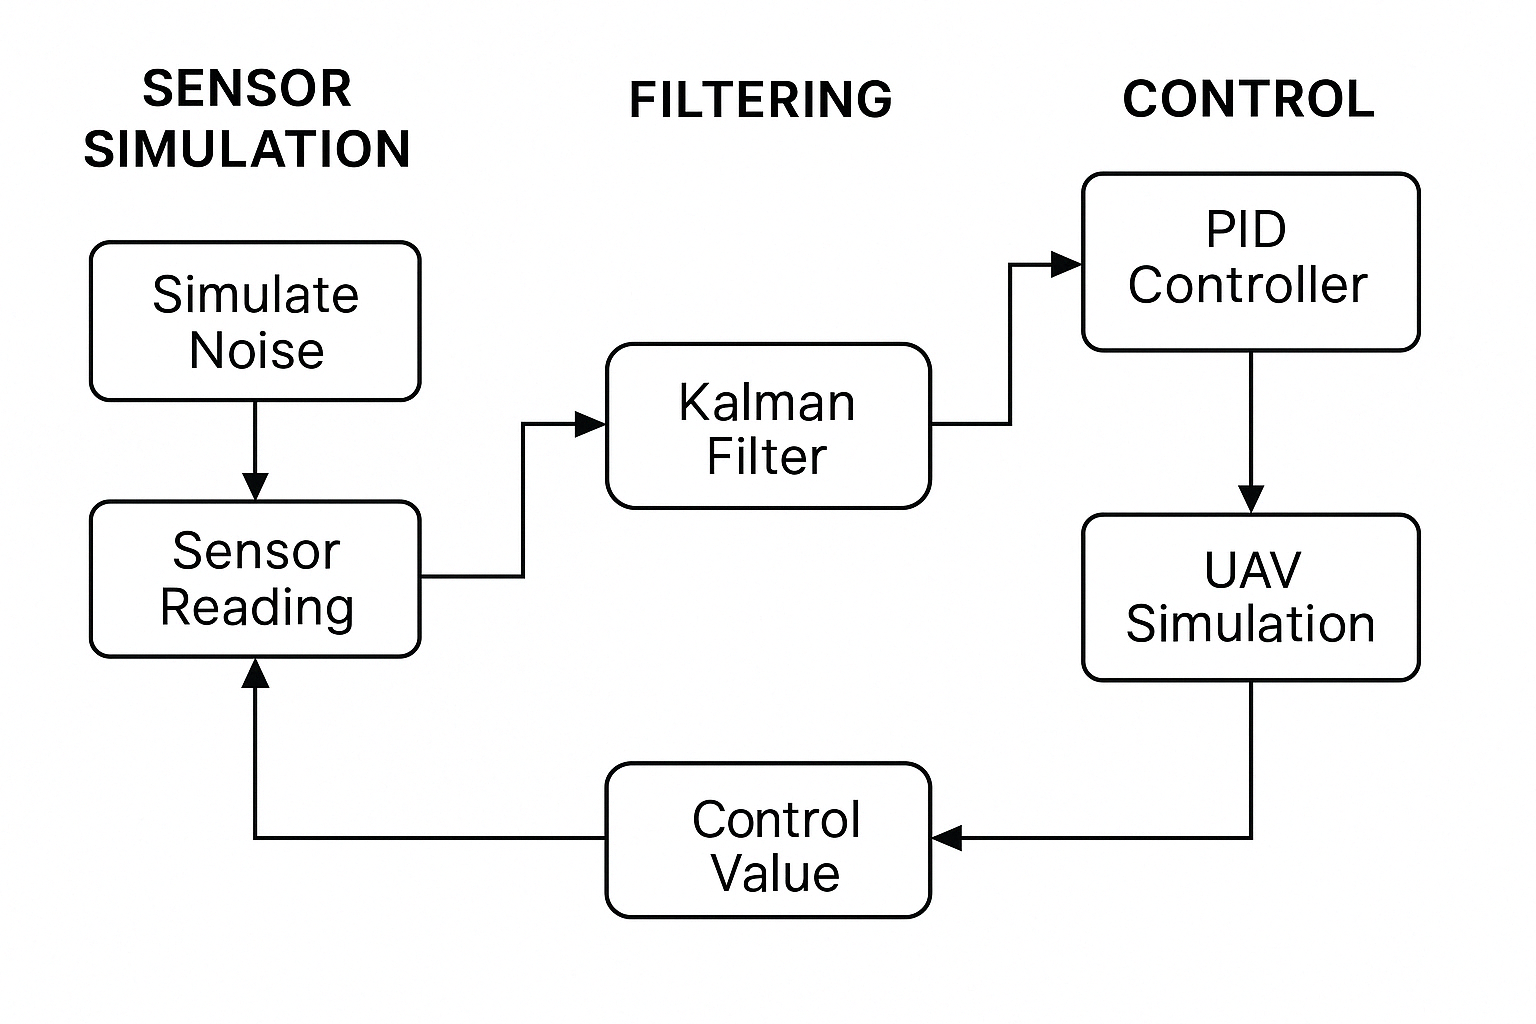 SENSOR
SIMULATION
FILTERING
CONTROL
Simulate
Noise
Sensor
Reading
Kalman
Filter
PID
Controller
UAV
Simulation
Control
Value